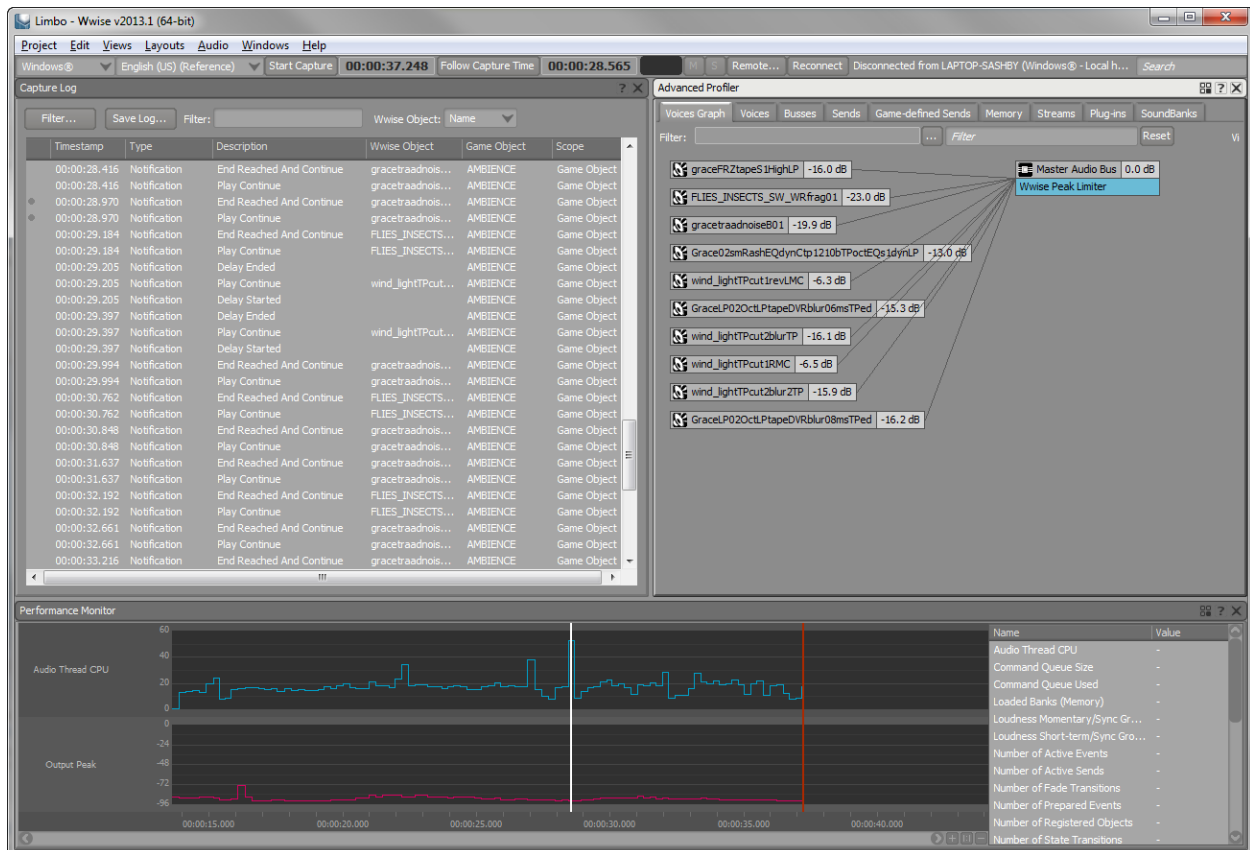 Limbo - Wwise v2013.1 (64-bit)
Project Edit Views Layouts Audio Windows Help
Windows® English (US) (Reference) Start Capture 00:00:37.248 Follow Capture Time 00:00:28.565 M S Remote... Reconnect Disconnected from LAPTOP-SASHBY (Windows® - Local h... Search
Capture Log ? X
Filter... Save Log... Filter: Wwise Object: Name
Timestamp Type Description Wwise Object Game Object Scope
00:00:28.416 Notification End Reached And Continue gracetraadnois... AMBIENCE Game Object
00:00:28.416 Notification Play Continue gracetraadnois... AMBIENCE Game Object
00:00:28.970 Notification End Reached And Continue gracetraadnois... AMBIENCE Game Object
00:00:28.970 Notification Play Continue gracetraadnois... AMBIENCE Game Object
00:00:29.184 Notification End Reached And Continue FLIES_INSECTS... AMBIENCE Game Object
00:00:29.184 Notification Play Continue FLIES_INSECTS... AMBIENCE Game Object
00:00:29.205 Notification Delay Ended AMBIENCE Game Object
00:00:29.205 Notification Play Continue wind_lightTPcut... AMBIENCE Game Object
00:00:29.205 Notification Delay Started AMBIENCE Game Object
00:00:29.397 Notification Delay Ended AMBIENCE Game Object
00:00:29.397 Notification Play Continue wind_lightTPcut... AMBIENCE Game Object
00:00:29.397 Notification Delay Started AMBIENCE Game Object
00:00:29.994 Notification End Reached And Continue gracetraadnois... AMBIENCE Game Object
00:00:29.994 Notification Play Continue gracetraadnois... AMBIENCE Game Object
00:00:30.762 Notification End Reached And Continue FLIES_INSECTS... AMBIENCE Game Object
00:00:30.762 Notification Play Continue FLIES_INSECTS... AMBIENCE Game Object
00:00:30.848 Notification End Reached And Continue gracetraadnois... AMBIENCE Game Object
00:00:30.848 Notification Play Continue gracetraadnois... AMBIENCE Game Object
00:00:31.637 Notification End Reached And Continue gracetraadnois... AMBIENCE Game Object
00:00:31.637 Notification Play Continue gracetraadnois... AMBIENCE Game Object
00:00:32.192 Notification End Reached And Continue FLIES_INSECTS... AMBIENCE Game Object
00:00:32.192 Notification Play Continue FLIES_INSECTS... AMBIENCE Game Object
00:00:32.661 Notification End Reached And Continue gracetraadnois... AMBIENCE Game Object
00:00:32.661 Notification Play Continue gracetraadnois... AMBIENCE Game Object
00:00:33.216 Notification End Reached And Continue gracetraadnois... AMBIENCE Game Object
Advanced Profiler ? X
Voices Graph Voices Busses Sends Game-defined Sends Memory Streams Plug-ins SoundBanks
Filter: ... Filter Reset Vi
graceFRZtapeS1HighLP -16.0 dB
Master Audio Bus 0.0 dB
Wwise Peak Limiter
FLIES_INSECTS_SW_WRfrag01 -23.0 dB
gracetraadnoiseB01 -19.9 dB
Grace02smRashEQdynCtp1210bTPoctEQs1dynLP -13.0 dB
wind_lightTPcut1revLMC -6.3 dB
GraceLP02OctLPtapeDVRblur06msTPed -15.3 dB
wind_lightTPcut2blurTP -16.1 dB
wind_lightTPcut1RMC -6.5 dB
wind_lightTPcut2blur2TP -15.9 dB
GraceLP02OctLPtapeDVRblur08msTPed -16.2 dB
Performance Monitor ? X
Audio Thread CPU
60
40
20
0
Output Peak
0
-24
-48
-72
-96
00:00:15.000 00:00:20.000 00:00:25.000 00:00:30.000 00:00:35.000 00:00:40.000
Name Value
Audio Thread CPU -
Command Queue Size -
Command Queue Used -
Loaded Banks (Memory) -
Loudness Momentary/Sync Gr... -
Loudness Short-term/Sync Gro... -
Number of Active Events -
Number of Active Sends -
Number of Fade Transitions -
Number of Prepared Events -
Number of Registered Objects -
Number of State Transitions -